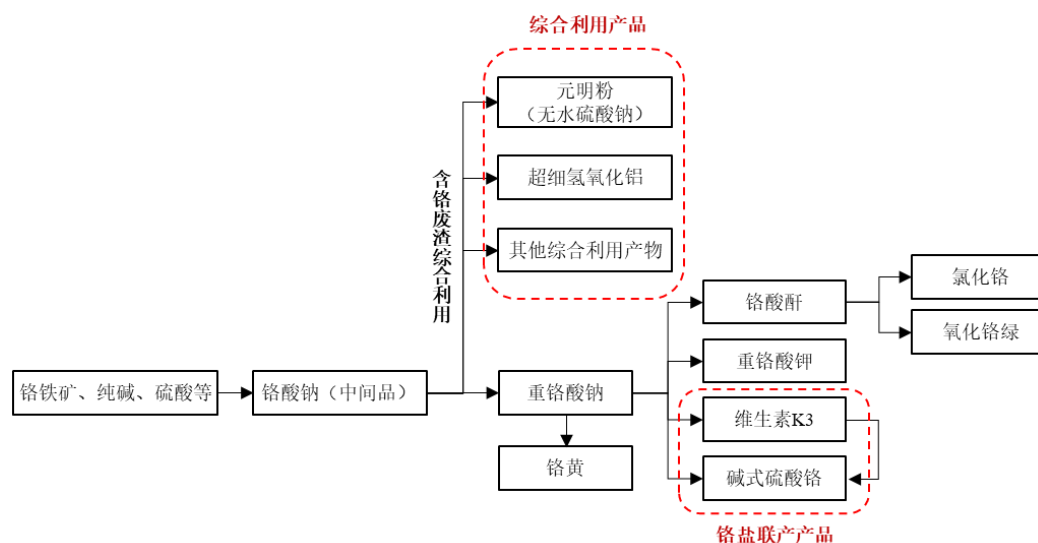 综合利用产品
元明粉
（无水硫酸钠）
超细氢氧化铝
其他综合利用产物
含铬废渣综合利用
铬酸酐
氯化铬
氧化铬绿
重铬酸钾
铬铁矿、纯碱、硫酸等
铬酸钠（中间品）
重铬酸钠
维生素K3
铬黄
碱式硫酸铬
铬盐联产产品